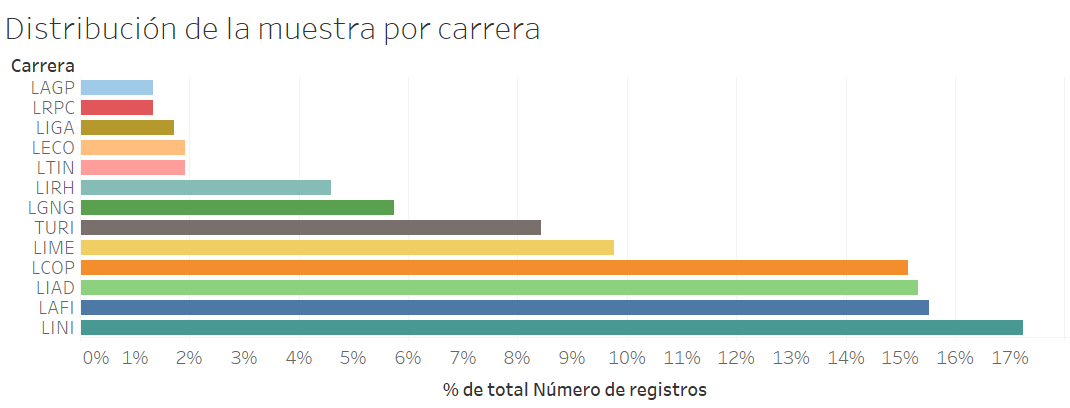 Distribución de la muestra por carrera
Carrera
LAGP
LRPC
LIGA
LECO
LTIN
LIRH
LGNG
TURI
LIME
LCOP
LIAD
LAFI
LINI
0% 1% 2% 3% 4% 5% 6% 7% 8% 9% 10% 11% 12% 13% 14% 15% 16% 17%
% de total Número de registros